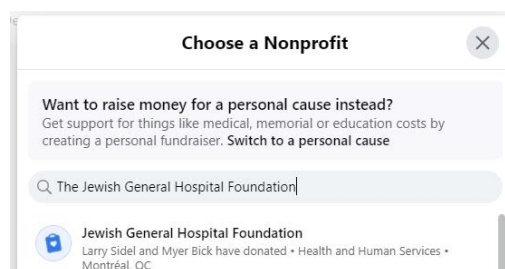 Choose a Nonprofit
Want to raise money for a personal cause instead?
Get support for things like medical, memorial or education costs by
creating a personal fundraiser. Switch to a personal cause
The Jewish General Hospital Foundation
Jewish General Hospital Foundation
Larry Sidel and Myer Bick have donated • Health and Human Services •
Montréal, QC